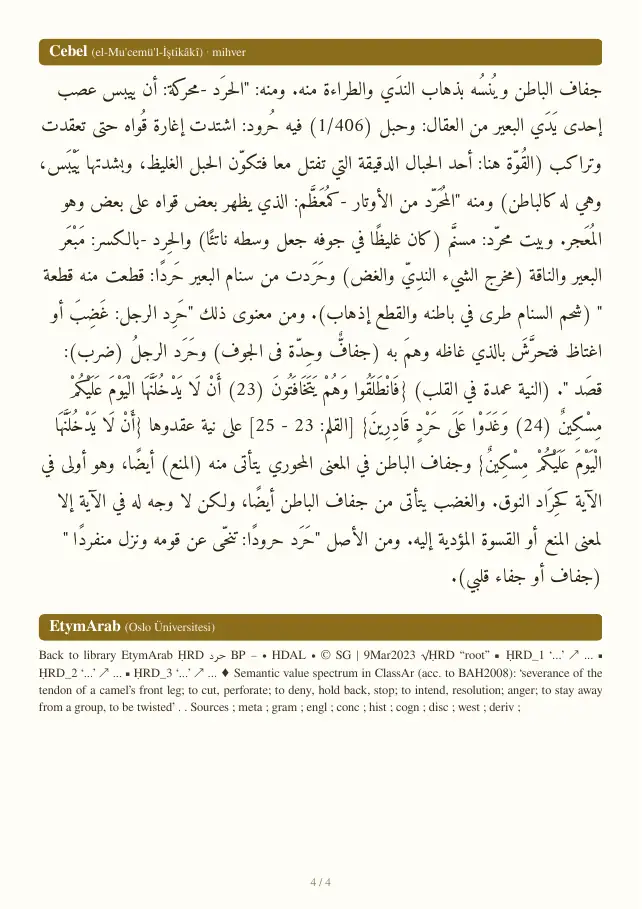 Cebel (el-Mu'cemü'l-İştikâkî) · mihver
جفاف الباطن ويُنْسُه بذهاب الندَي والطراءة منه. ومنه: "الحرَد -محركة: أن ييبس عصب
إحدى يَدَي البعير من العقال: وحبل (1/406) فيه حُرود: اشتدت إغارة قُواه حتى تعقدت
وتراكب (القُوّة هنا: أحد الحبال الدقيقة التي تفتل معا فتكوّن الحبل الغليظ، وبشدتها يَيْبَس،
وهي له كالباطن) ومنه "المُحَرّد من الأوتار -كمُعَظَّم: الذي يظهر بعض قواه على بعض وهو
المُعَجر. وبيت محرّد: مسنَّم (كان غليظًا في جوفه جعل وسطه ناتئًا) والحِرد -بالكسر: مَبْعَر
البعير والناقة (مخرج الشيء النديّ والغض) وحَرَدت من سنام البعير حَردًا: قطعت منه قطعة
" (شحم السنام طرى في باطنه والقطع إذهاب). ومن معنوى ذلك "حَرِد الرجل: غَضِبَ أو
اغتاظ فتحرَّشَ بالذي غاظه وهمَ به (جفافٌ وحِدّة فى الجوف) وحَرَد الرجلُ (ضرب):
قصَد ". (النية عمدة في القلب) {فَانْطَلَقُوا وَهُمْ يَتَخَافَتُونَ (23) أَنْ لَا يَدْخُلَنَّهَا الْيَوْمَ عَلَيْكُمْ
مِسْكِينٌ (24) وَغَدَوْا عَلَى حَرْدٍ قَادِرِينَ} [القلم: 23 - 25] على نية عقدوها {أَنْ لَا يَدْخُلَنَّهَا
الْيَوْمَ عَلَيْكُمْ مِسْكِينٌ} وجفاف الباطن في المعنى المحوري يتأتى منه (المنع) أيضًا، وهو أولى في
الآية كحِرَاد النوق. والغضب يتأتى من جفاف الباطن أيضًا، ولكن لا وجه له في الآية إلا
لمعنى المنع أو القسوة المؤدية إليه. ومن الأصل "حَرَد حرودًا: تنحّى عن قومه ونزل منفردًا "
(جفاف أو جفاء قلبي).
EtymArab (Oslo Üniversitesi)
Back to library EtymArab ḤRD حرد BP – • HDAL • © SG | 9Mar2023 √ḤRD “root” ▪ ḤRD_1 ‘...’ ↗ ... ▪
ḤRD_2 ‘...’ ↗ ... ▪ ḤRD_3 ‘...’ ↗ ... ♦ Semantic value spectrum in ClassAr (acc. to BAH2008): ‘severance of the
tendon of a camel’s front leg; to cut, perforate; to deny, hold back, stop; to intend, resolution; anger; to stay away
from a group, to be twisted’ . . Sources ; meta ; gram ; engl ; conc ; hist ; cogn ; disc ; west ; deriv ;
4 / 4